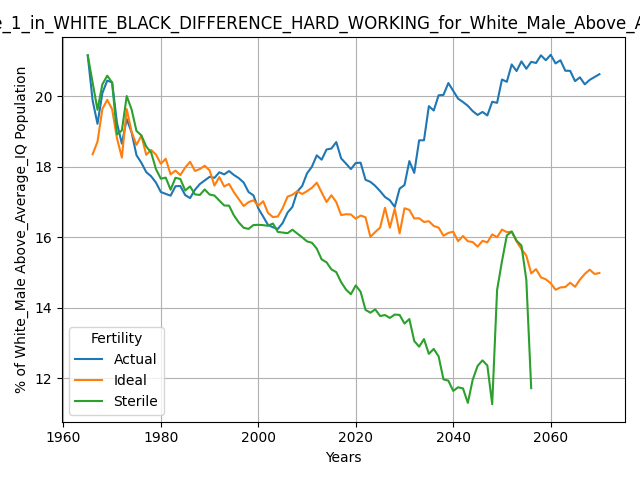 e_1_in_WHITE_BLACK_DIFFERENCE_HARD_WORKING_for_White_Male_Above_A
% of White_Male Above_Average_IQ Population
20
18
16
14
12
Fertility
Actual
Ideal
Sterile
1960
1980
2000
2020
2040
2060
Years